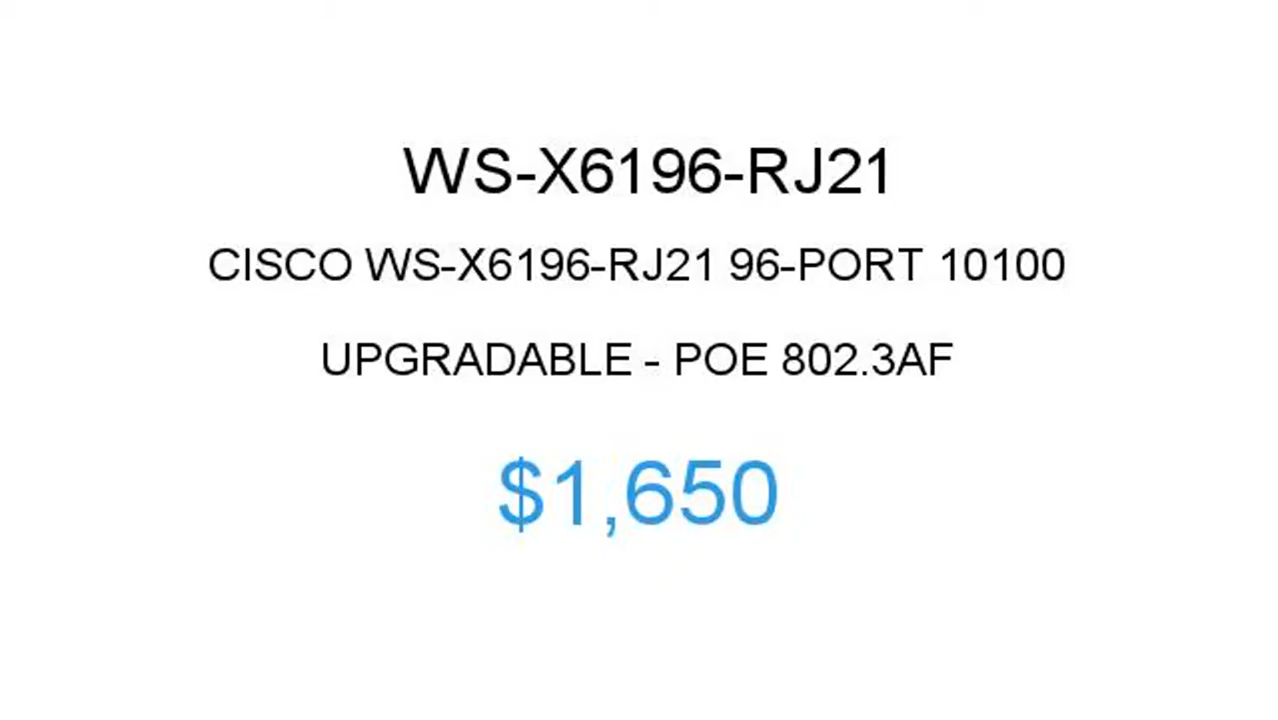 WS-X6196-RJ21
CISCO WS-X6196-RJ21 96-PORT 10100
UPGRADABLE - POE 802.3AF
$1,650